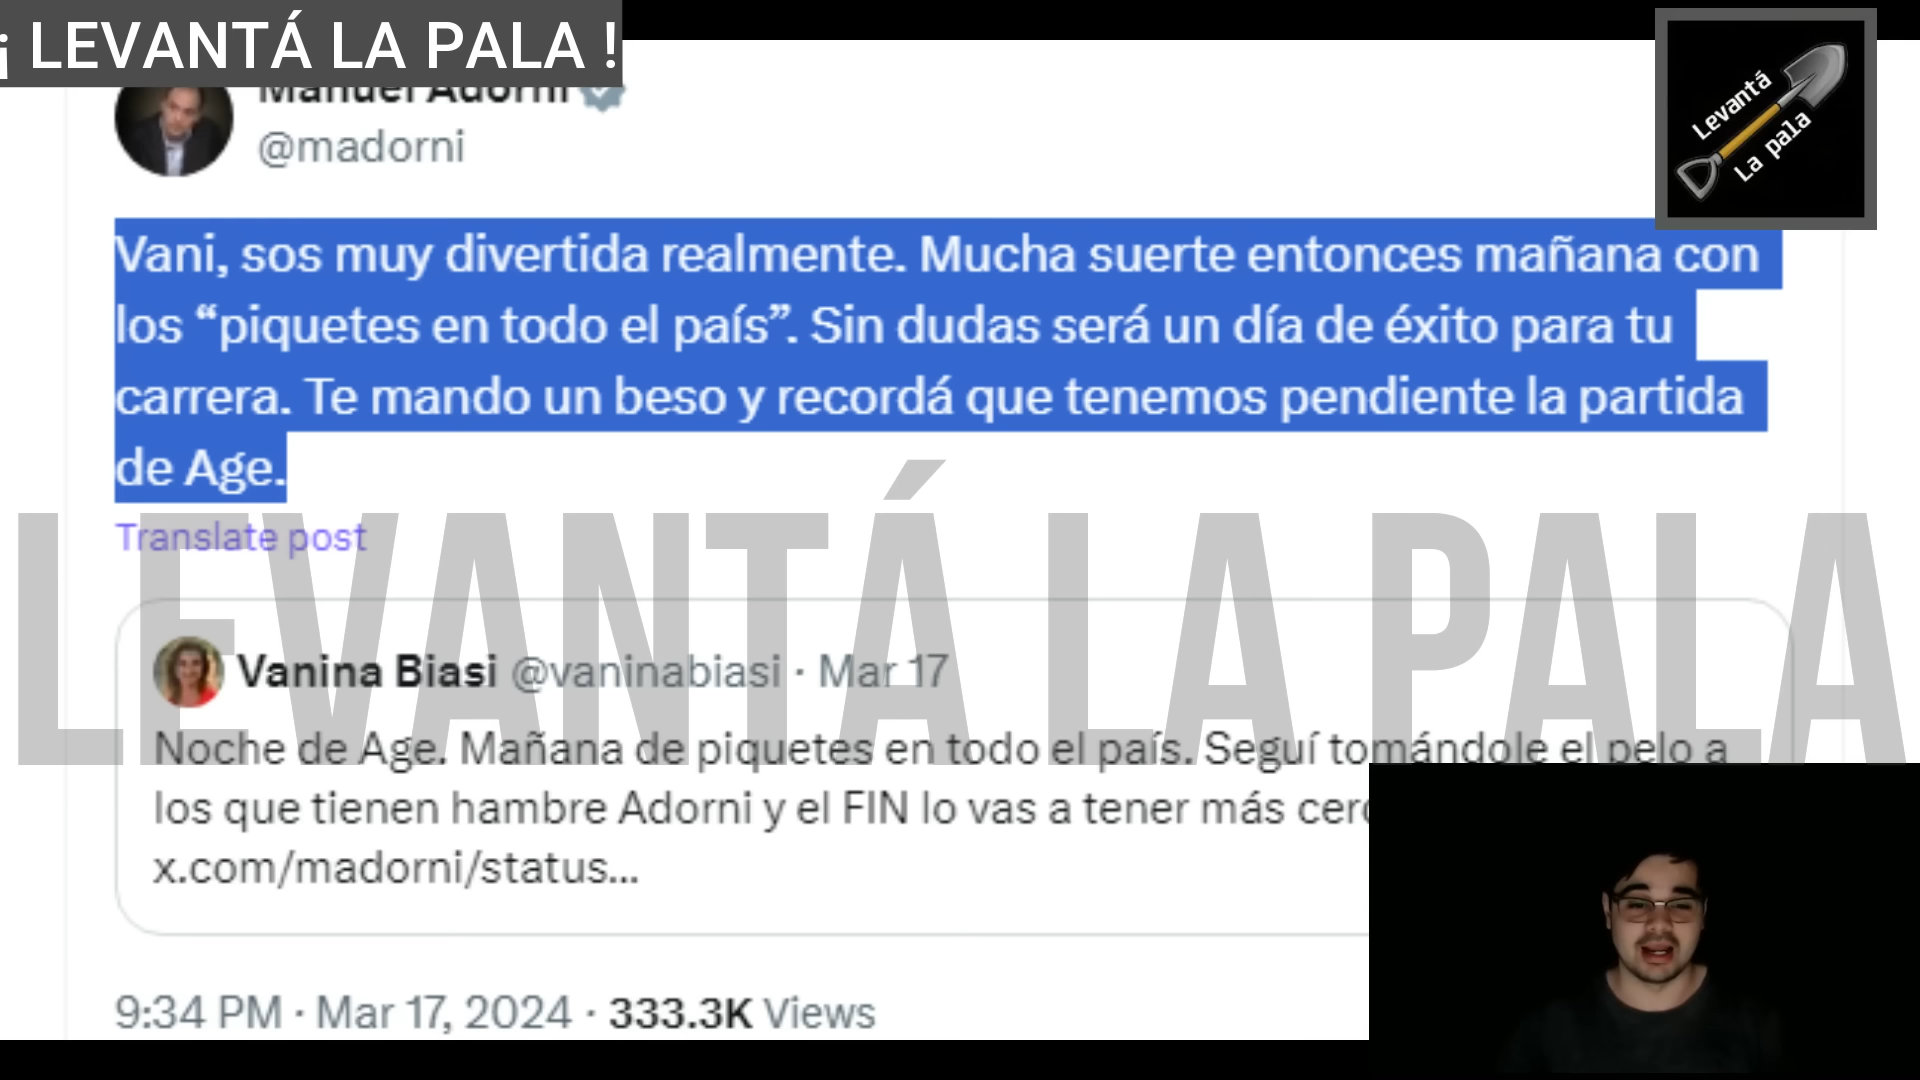 ¡ LEVANTÁ LA PALA !
Levantá
La pala
Manuel Adorni
@madorni
Vani, sos muy divertida realmente. Mucha suerte entonces mañana con
los “piquetes en todo el país”. Sin dudas será un día de éxito para tu
carrera. Te mando un beso y recordá que tenemos pendiente la partida
de Age.
Translate post
LEVANTÁ LA PALA
Vanina Biasi @vaninabiasi · Mar 17
Noche de Age. Mañana de piquetes en todo el país. Seguí tomándole el pelo a
los que tienen hambre Adorni y el FIN lo vas a tener más
x.com/madorni/status...
9:34 PM · Mar 17, 2024 · 333.3K Views